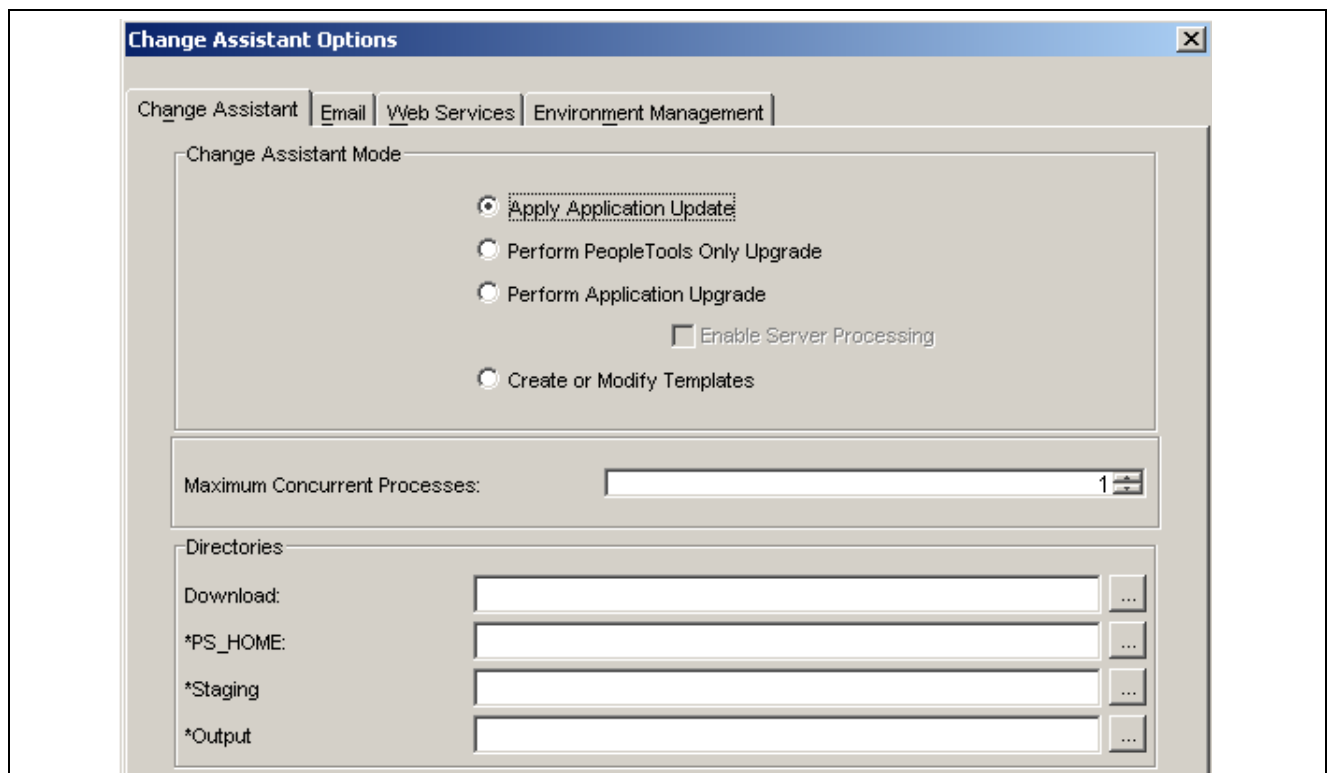 Change Assistant Options
Change Assistant
Email
Web Services
Environment Management
Change Assistant Mode
Apply Application Update
Perform PeopleTools Only Upgrade
Perform Application Upgrade
Enable Server Processing
Create or Modify Templates
Maximum Concurrent Processes: 1
Directories
Download: ...
*PS_HOME: ...
*Staging ...
*Output ...